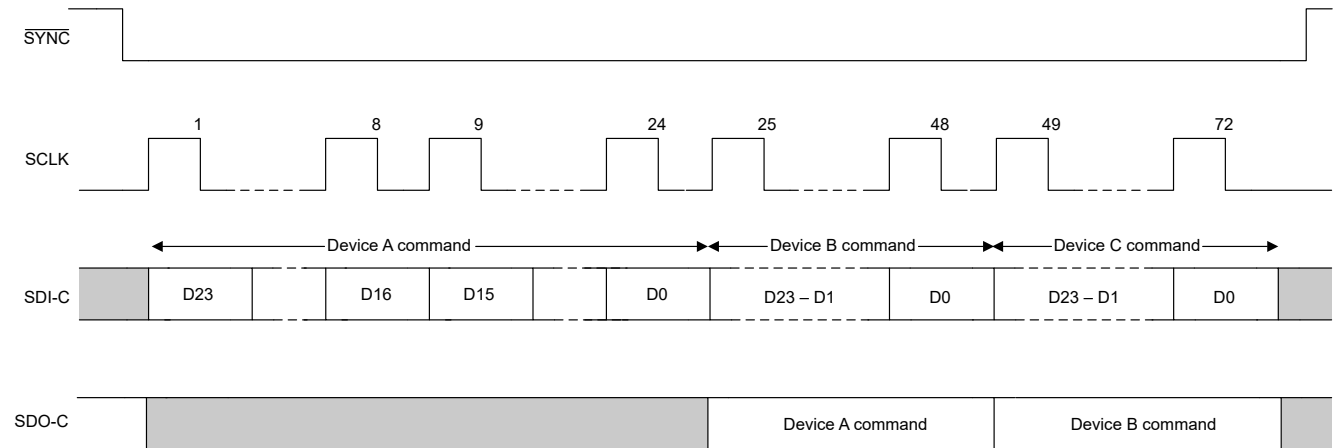 SYNC
1 8 9 24 25 48 49 72
SCLK
Device A command Device B command Device C command
SDI-C D23 D16 D15 D0 D23 – D1 D0 D23 – D1 D0
SDO-C Device A command Device B command